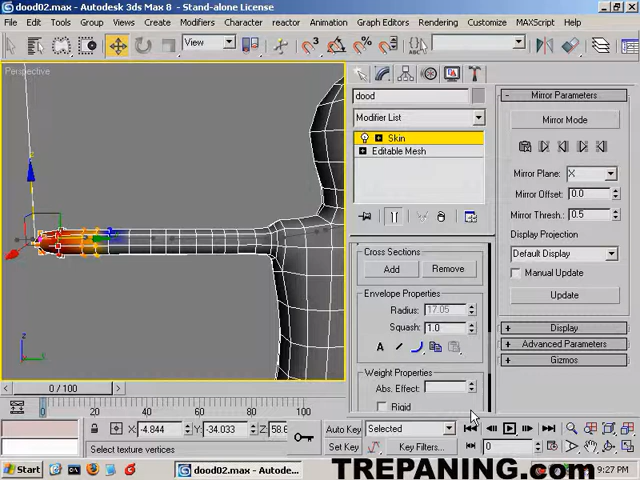 dood02.max - Autodesk 3ds Max 8 - Stand-alone License
File Edit Tools Group Views Create Modifiers Character reactor Animation Graph Editors Rendering Customize MAXScript Help
View
Perspective
dood
Modifier List
Skin
Editable Mesh
Cross Sections
Add Remove
Envelope Properties
Radius: 17.05
Squash: 1.0
Weight Properties
Abs. Effect:
Rigid
Mirror Parameters
Mirror Mode
Mirror Plane: X
Mirror Offset: 0.0
Mirror Thresh.: 0.5
Display Projection
Default Display
Manual Update
Update
Display
Advanced Parameters
Gizmos
0 / 100
0 20 40 60 80 100
X: -4.844 Y: -34.033 Z: 58.6
Select texture vertices
Auto Key Selected
Set Key Key Filters...
0
Start
dood02.max - Autod...
9:27 PM
TREPANING.com